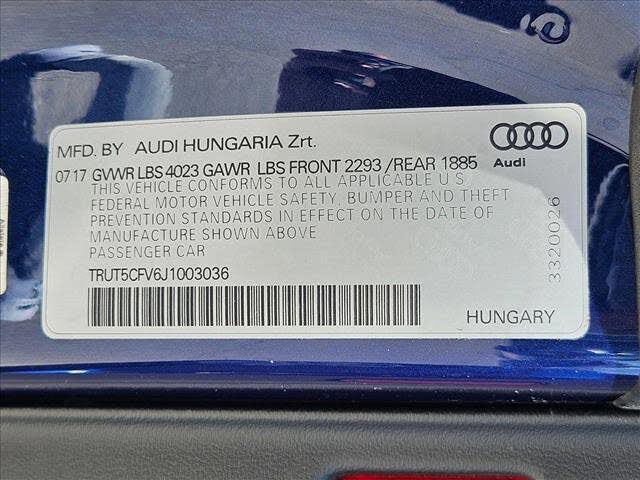 MFD. BY AUDI HUNGARIA Zrt.
Audi
07 17 GVWR LBS 4023 GAWR LBS FRONT 2293 /REAR 1885
THIS VEHICLE CONFORMS TO ALL APPLICABLE U.S.
FEDERAL MOTOR VEHICLE SAFETY, BUMPER AND THEFT
PREVENTION STANDARDS IN EFFECT ON THE DATE OF
MANUFACTURE SHOWN ABOVE
PASSENGER CAR
3320026
TRUT5CFV6J1003036
HUNGARY